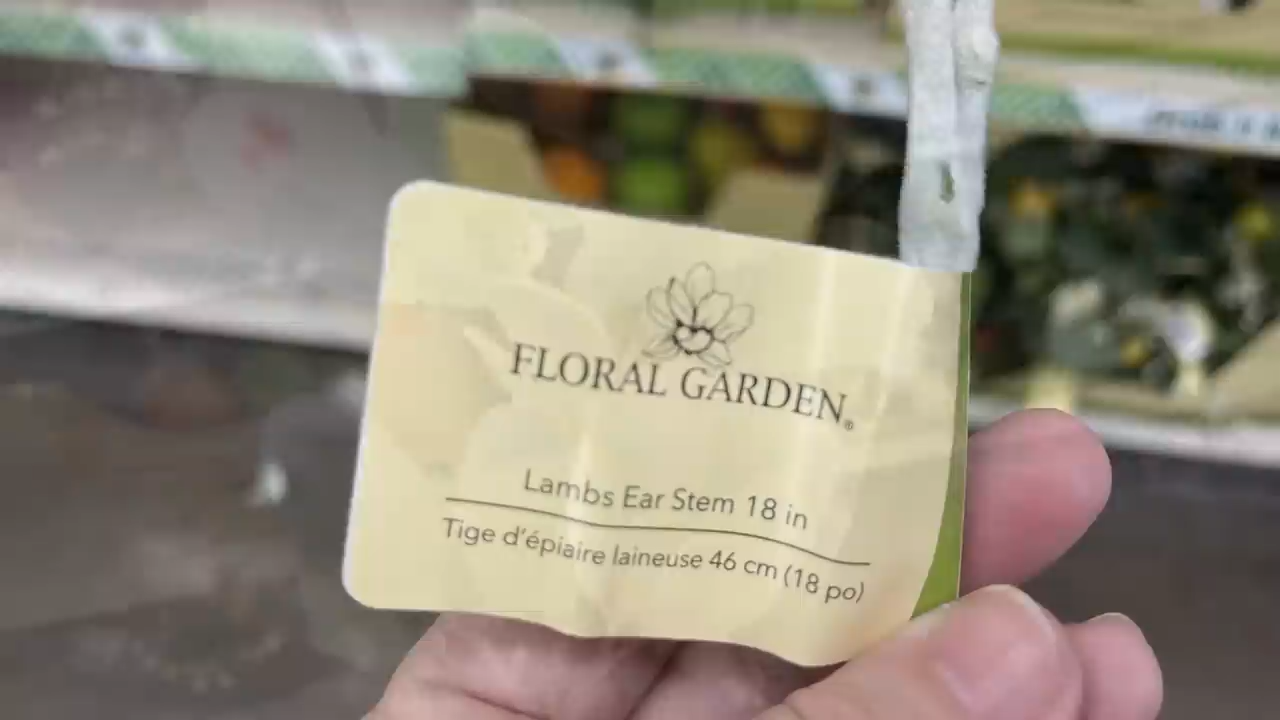 FLORAL GARDEN®
Lambs Ear Stem 18 in
Tige d'épiaire laineuse 46 cm (18 po)